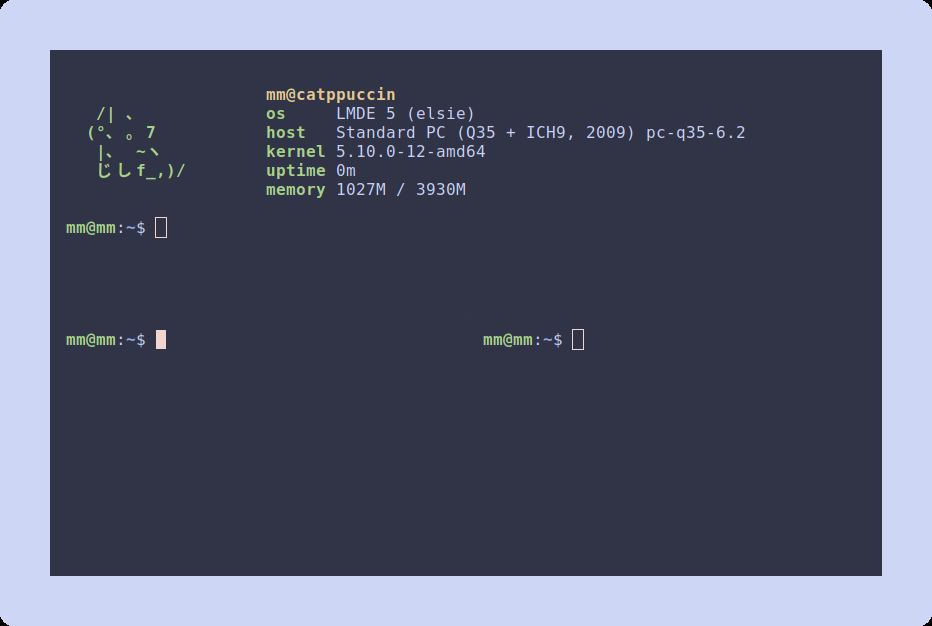 mm@catppuccin
/| 、
os LMDE 5 (elsie)
(°、 。 7
host Standard PC (Q35 + ICH9, 2009) pc-q35-6.2
|、 ~ヽ
kernel 5.10.0-12-amd64
じしf_,)/
uptime 0m
memory 1027M / 3930M
mm@mm:~$
mm@mm:~$
mm@mm:~$